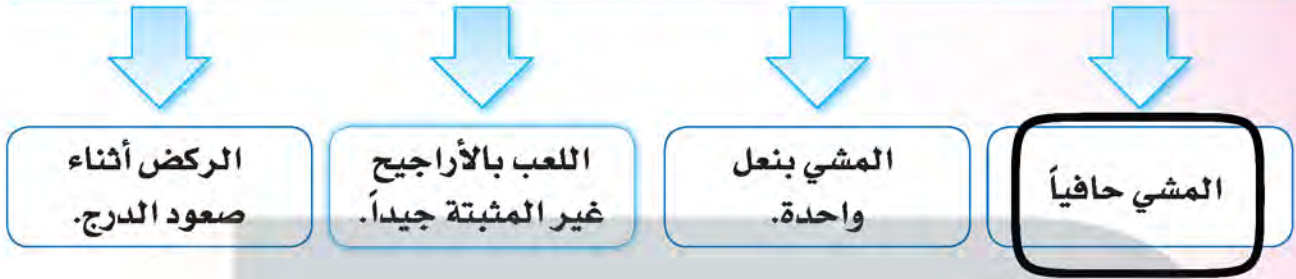 المشي حافياً
المشي بنعل
واحدة.
اللعب بالأراجيح
غير المثبتة جيداً.
الركض أثناء
صعود الدرج.